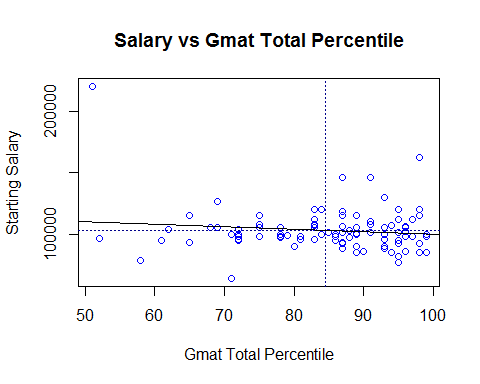 Salary vs Gmat Total Percentile
Starting Salary
200000
100000
50 60 70 80 90 100
Gmat Total Percentile